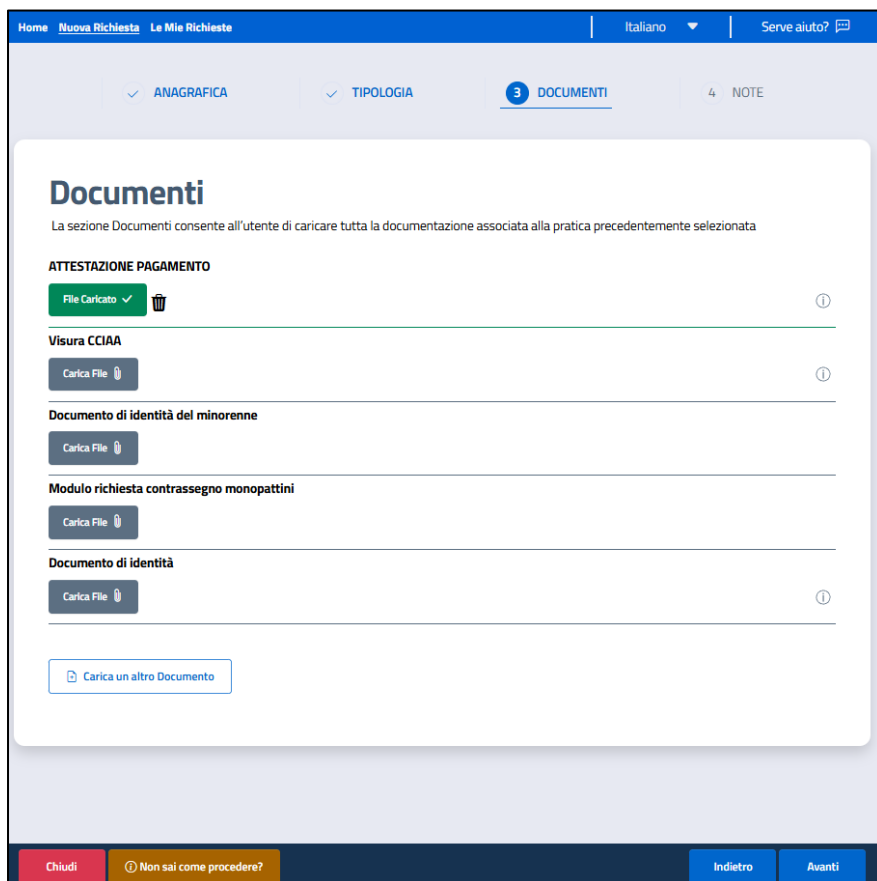 Home Nuova Richiesta Le Mie Richieste Italiano Serve aiuto?
ANAGRAFICA TIPOLOGIA 3 DOCUMENTI 4 NOTE
Documenti
La sezione Documenti consente all'utente di caricare tutta la documentazione associata alla pratica precedentemente selezionata
ATTESTAZIONE PAGAMENTO
File Caricato
Visura CCIAA
Carica File
Documento di identità del minorenne
Carica File
Modulo richiesta contrassegno monopattini
Carica File
Documento di identità
Carica File
Carica un altro Documento
Chiudi Non sai come procedere? Indietro Avanti